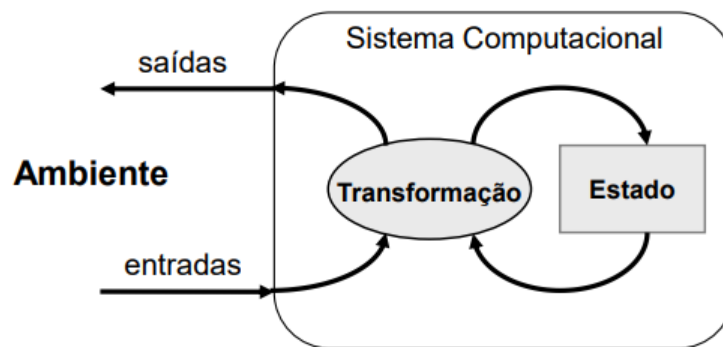 Sistema Computacional
saídas
Ambiente
Transformação
Estado
entradas